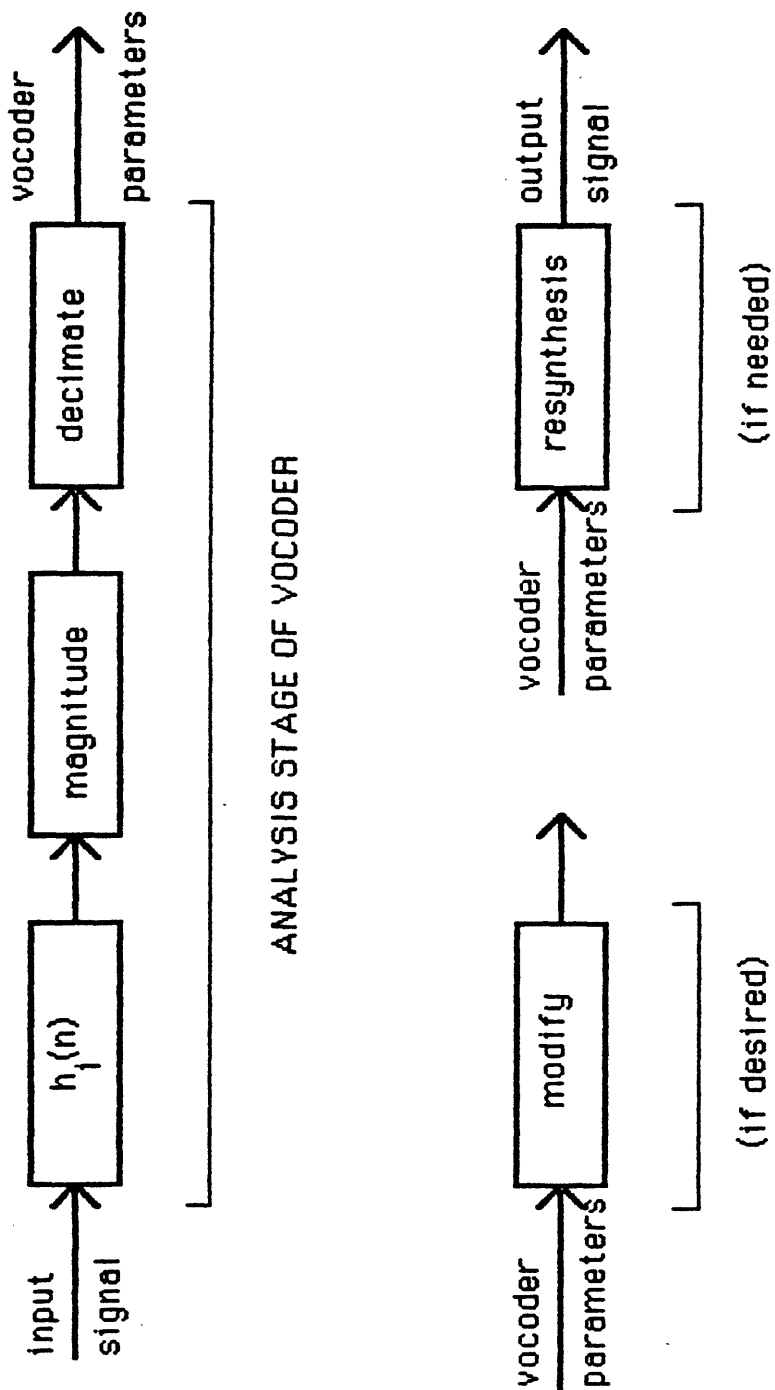 input
signal
h_i(n)
magnitude
decimate
vocoder
parameters
ANALYSIS STAGE OF VOCODER
vocoder
parameters
modify
(if desired)
vocoder
parameters
resynthesis
output
signal
(if needed)